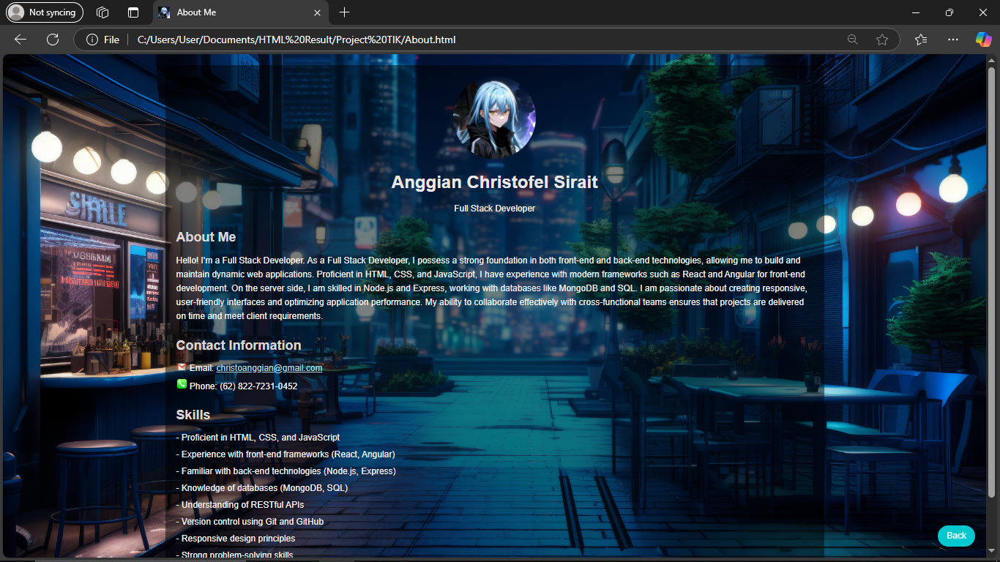 Not syncing
About Me
File
C:/Users/User/Documents/HTML%20Result/Project%20TIK/About.html
Anggian Christofel Sirait
Full Stack Developer
About Me
Hello! I'm a Full Stack Developer. As a Full Stack Developer, I possess a strong foundation in both front-end and back-end technologies, allowing me to build and
maintain dynamic web applications. Proficient in HTML, CSS, and JavaScript, I have experience with modern frameworks such as React and Angular for front-end
development. On the server side, I am skilled in Node.js and Express, working with databases like MongoDB and SQL. I am passionate about creating responsive,
user-friendly interfaces and optimizing application performance. My ability to collaborate effectively with cross-functional teams ensures that projects are delivered
on time and meet client requirements.
Contact Information
Email: christoanggian@gmail.com
Phone: (62) 822-7231-0452
Skills
- Proficient in HTML, CSS, and JavaScript
- Experience with front-end frameworks (React, Angular)
- Familiar with back-end technologies (Node.js, Express)
- Knowledge of databases (MongoDB, SQL)
- Understanding of RESTful APIs
- Version control using Git and GitHub
- Responsive design principles
- Strong problem-solving skills
Back